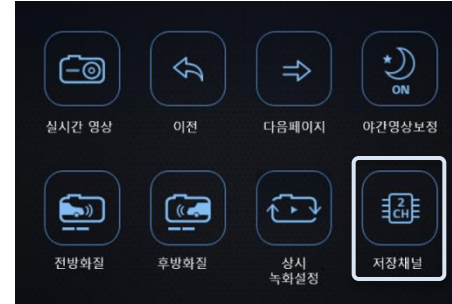 ON
실시간 영상
이전
다음페이지
야간영상보정
2
CH
전방화질
후방화질
상시
녹화설정
저장채널